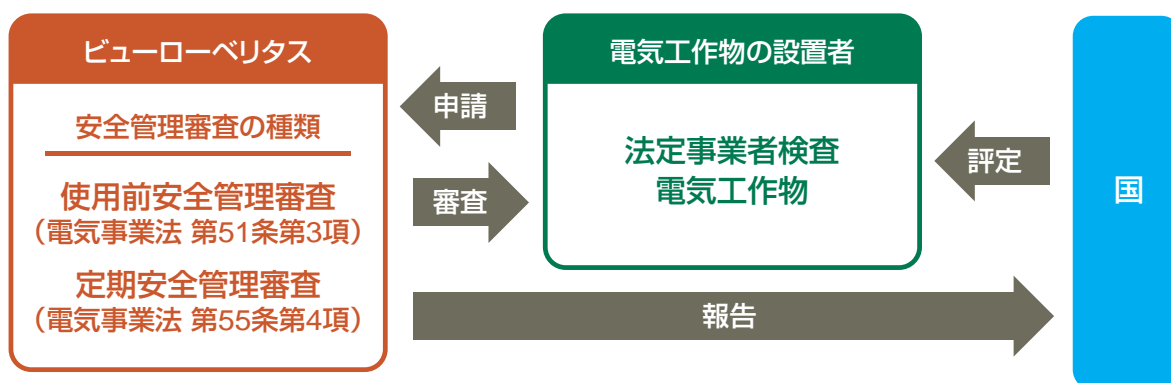 ビューローベリタス
安全管理審査の種類
使用前安全管理審査
（電気事業法 第51条第3項）
定期安全管理審査
（電気事業法 第55条第4項）
申請
審査
電気工作物の設置者
法定事業者検査
電気工作物
評定
報告
国